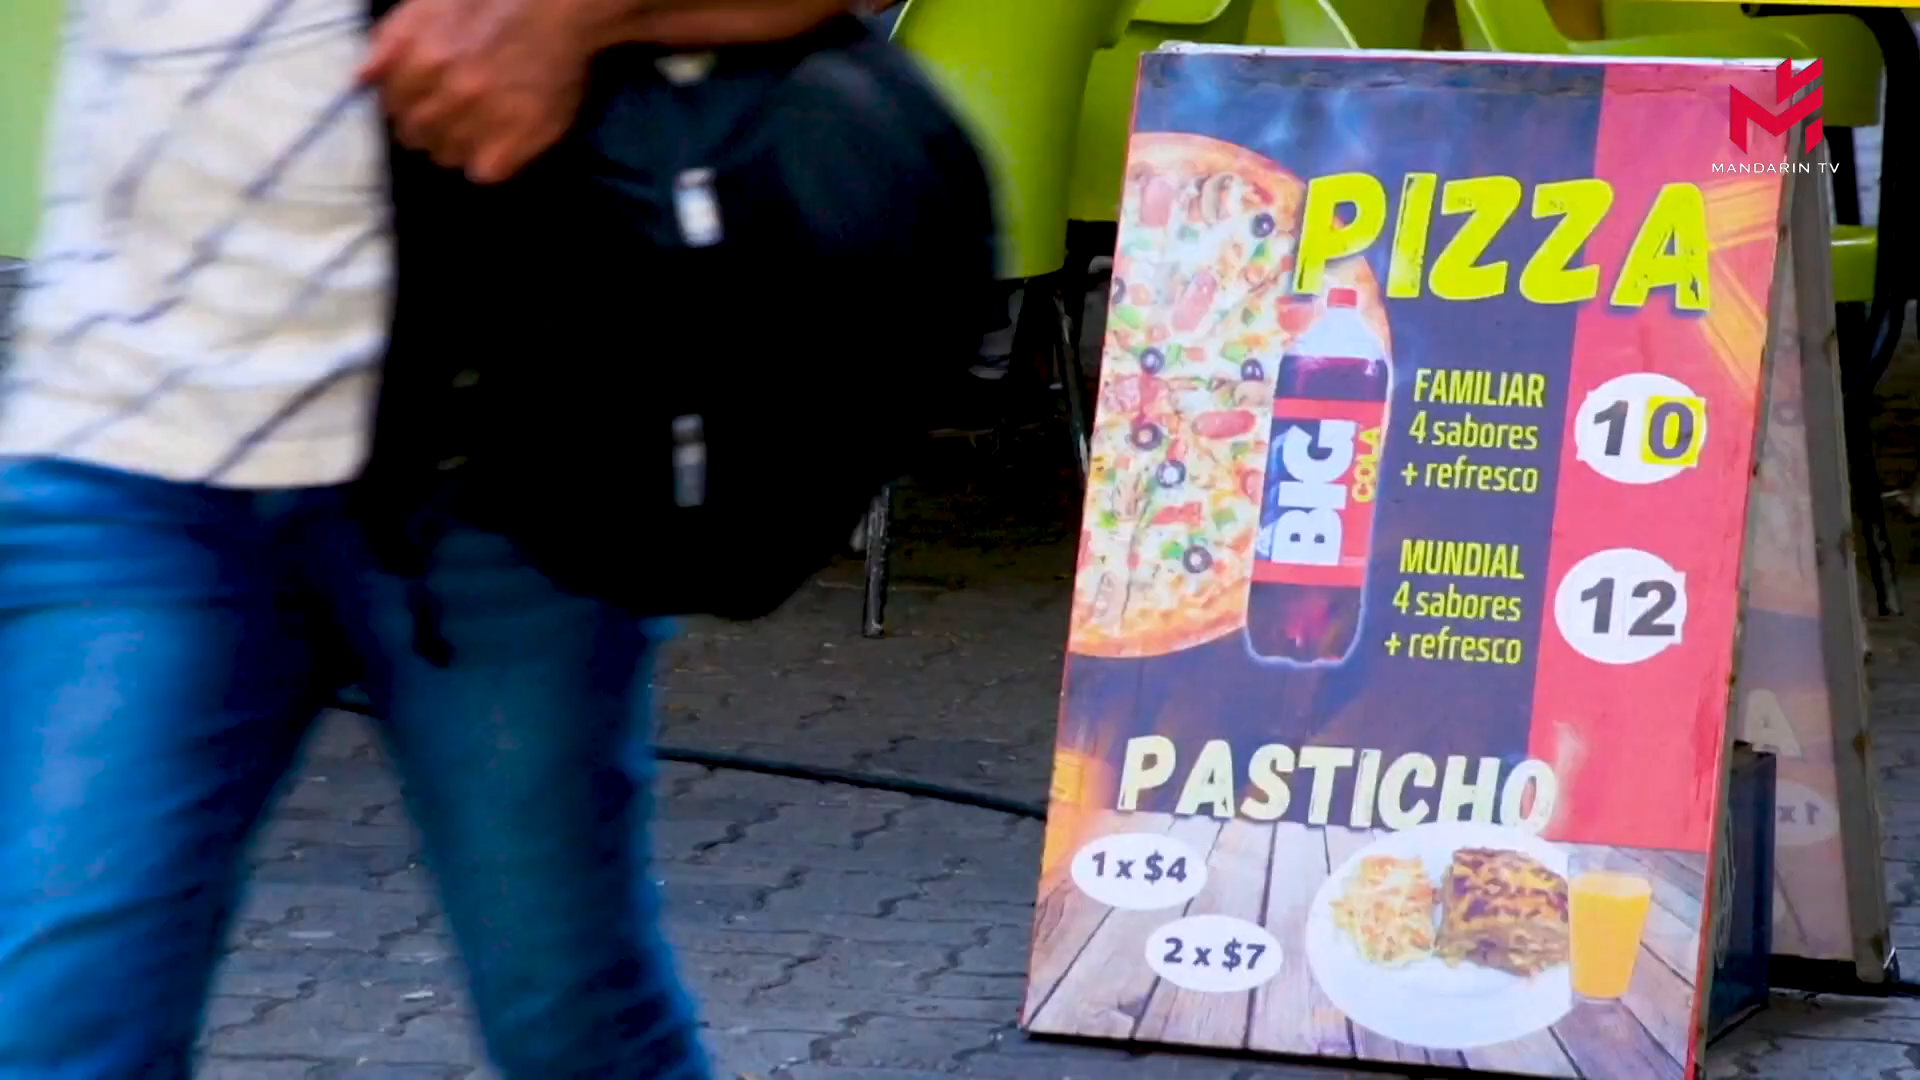 MANDARIN TV
PIZZA
FAMILIAR
4 sabores
+ refresco
10
MUNDIAL
4 sabores
+ refresco
12
BIG
COLA
PASTICHO
1 x $4
2 x $7